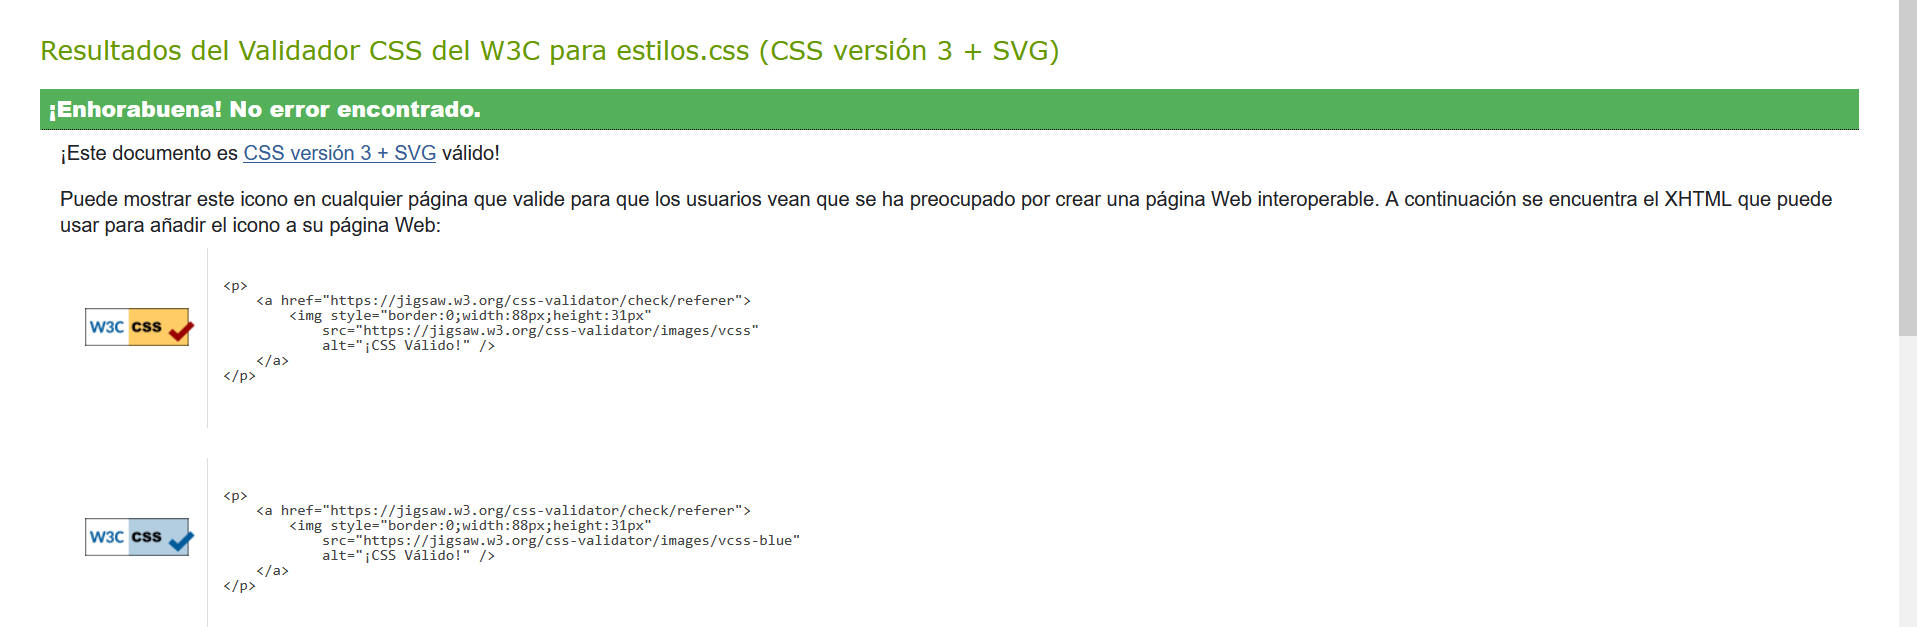 Resultados del Validador CSS del W3C para estilos.css (CSS versión 3 + SVG)
¡Enhorabuena! No error encontrado.
¡Este documento es CSS versión 3 + SVG válido!
Puede mostrar este icono en cualquier página que valide para que los usuarios vean que se ha preocupado por crear una página Web interoperable. A continuación se encuentra el XHTML que puede
usar para añadir el icono a su página Web:
<p>
<a href="https://jigsaw.w3.org/css-validator/check/referer">
<img style="border:0;width:88px;height:31px"
W3C css
src="https://jigsaw.w3.org/css-validator/images/vcss"
alt="¡CSS Válido!" />
</a>
</p>
<p>
<a href="https://jigsaw.w3.org/css-validator/check/referer">
<img style="border:0;width:88px;height:31px"
W3C css
src="https://jigsaw.w3.org/css-validator/images/vcss-blue"
alt="¡CSS Válido!" />
</a>
</p>